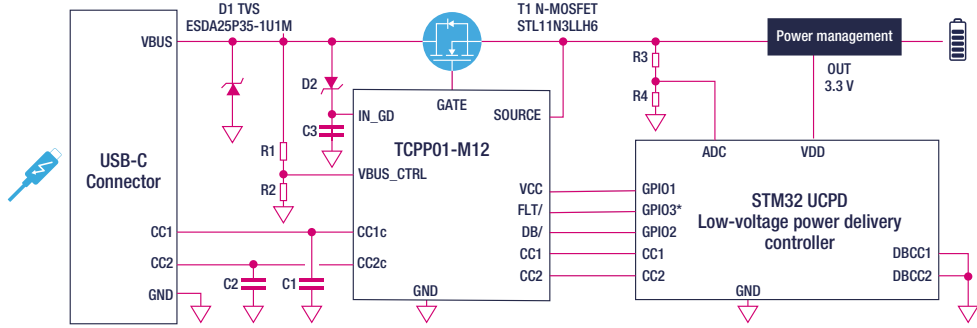 D1 TVS
ESDA25P35-1U1M
T1 N-MOSFET
STL11N3LLH6
VBUS
Power management
R3
OUT
3.3 V
D2
R4
GATE
IN_GD
SOURCE
C3
TCPP01-M12
ADC
VDD
R1
USB-C
Connector
VBUS_CTRL
R2
VCC
GPIO1
STM32 UCPD
Low-voltage power delivery
controller
FLT/
GPIO3*
CC1
CC1c
DB/
GPIO2
CC1
CC1
DBCC1
CC2
CC2c
CC2
CC2
DBCC2
C2
C1
GND
GND
GND